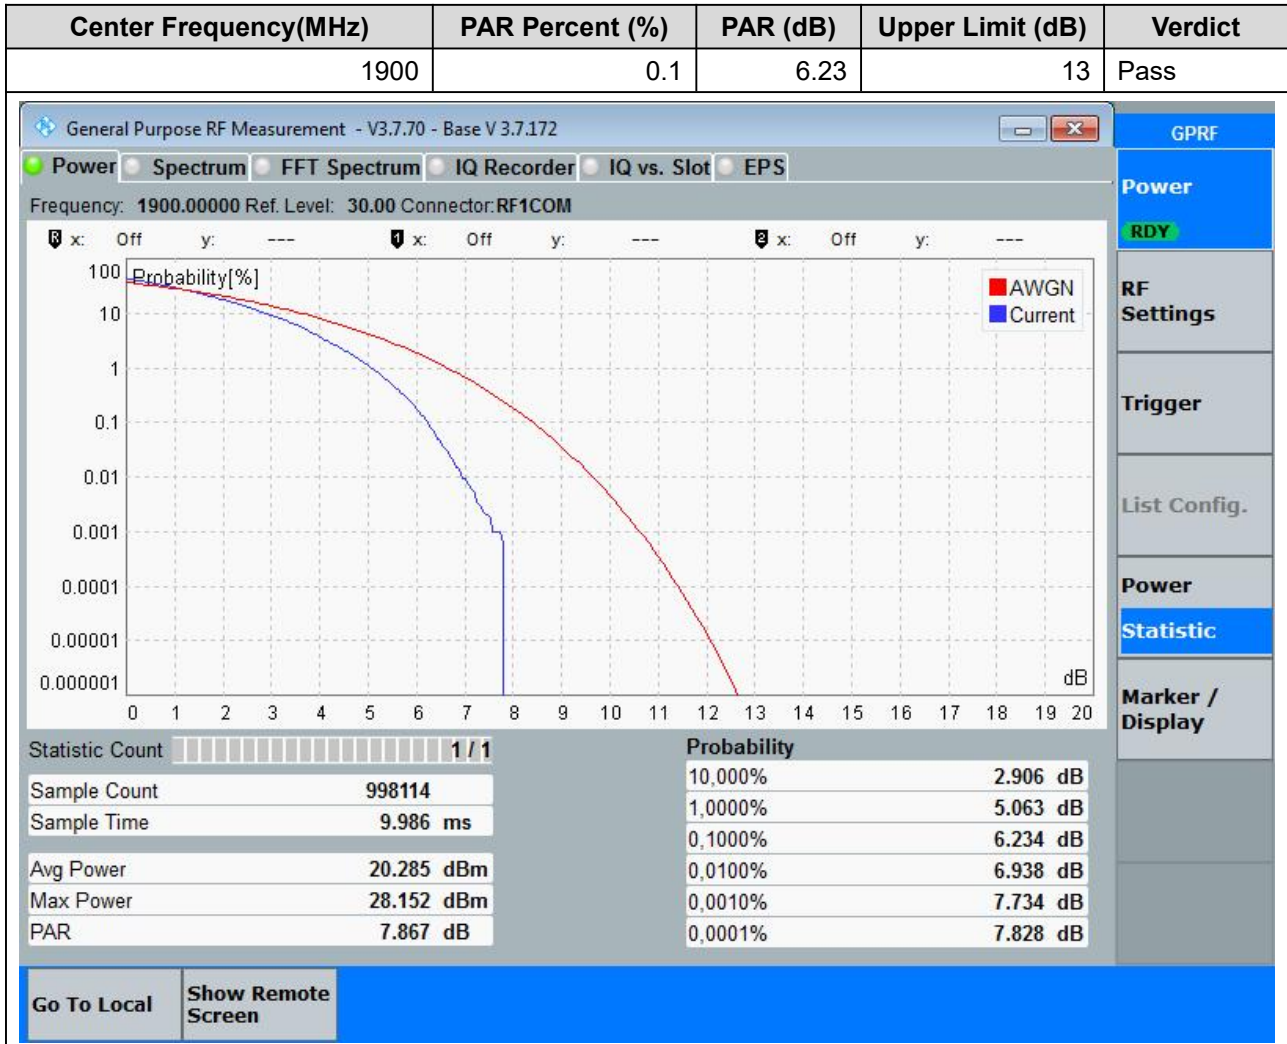 Center Frequency(MHz) PAR Percent (%) PAR (dB) Upper Limit (dB) Verdict
1900 0.1 6.23 13 Pass
General Purpose RF Measurement - V3.7.70 - Base V 3.7.172
GPRF
Power Spectrum FFT Spectrum IQ Recorder IQ vs. Slot EPS
Frequency: 1900.00000 Ref. Level: 30.00 Connector:RF1COM
R x: Off y: --- 1 x: Off y: --- 2 x: Off y: ---
Probability[%]
AWGN
Current
100
10
1
0.1
0.01
0.001
0.0001
0.00001
0.000001
dB
0 1 2 3 4 5 6 7 8 9 10 11 12 13 14 15 16 17 18 19 20
Statistic Count 1 / 1
Sample Count 998114
Sample Time 9.986 ms
Avg Power 20.285 dBm
Max Power 28.152 dBm
PAR 7.867 dB
Probability
10,000% 2.906 dB
1,0000% 5.063 dB
0,1000% 6.234 dB
0,0100% 6.938 dB
0,0010% 7.734 dB
0,0001% 7.828 dB
Power
RDY
RF
Settings
Trigger
List Config.
Power
Statistic
Marker /
Display
Go To Local
Show Remote
Screen